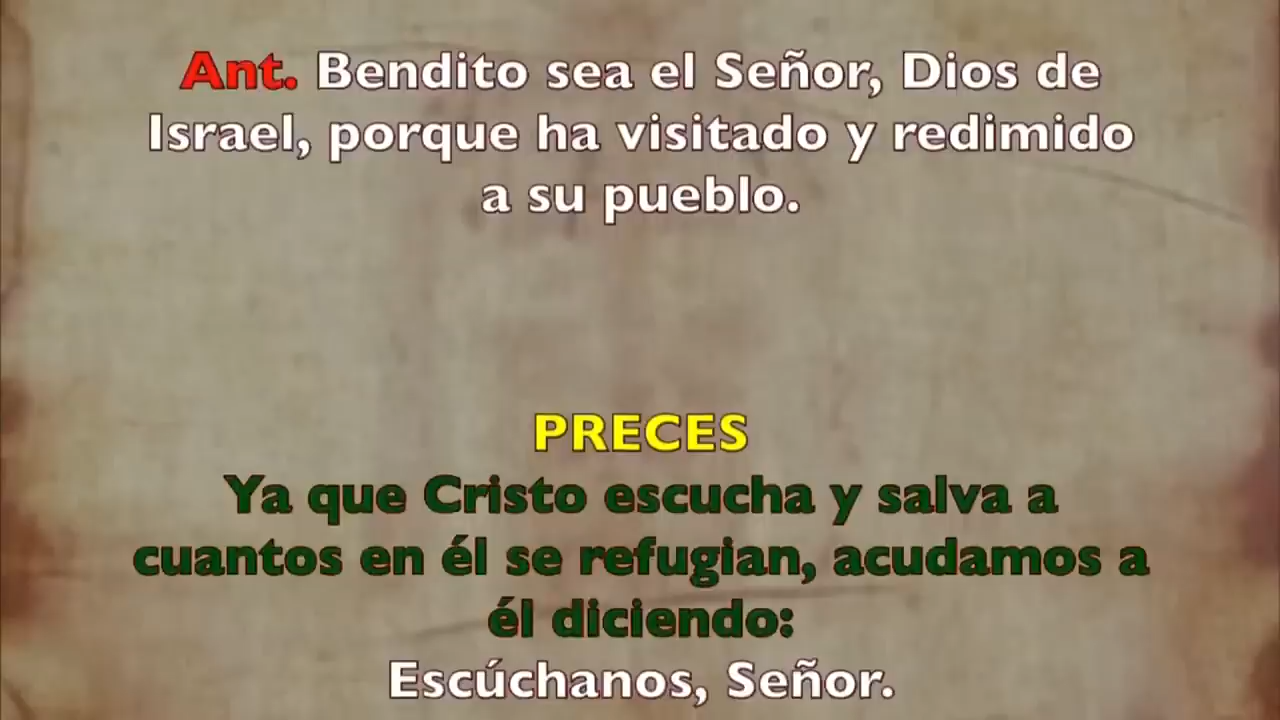 Ant. Bendito sea el Señor, Dios de
Israel, porque ha visitado y redimido
a su pueblo.
PRECES
Ya que Cristo escucha y salva a
cuantos en él se refugian, acudamos a
él diciendo:
Escúchanos, Señor.